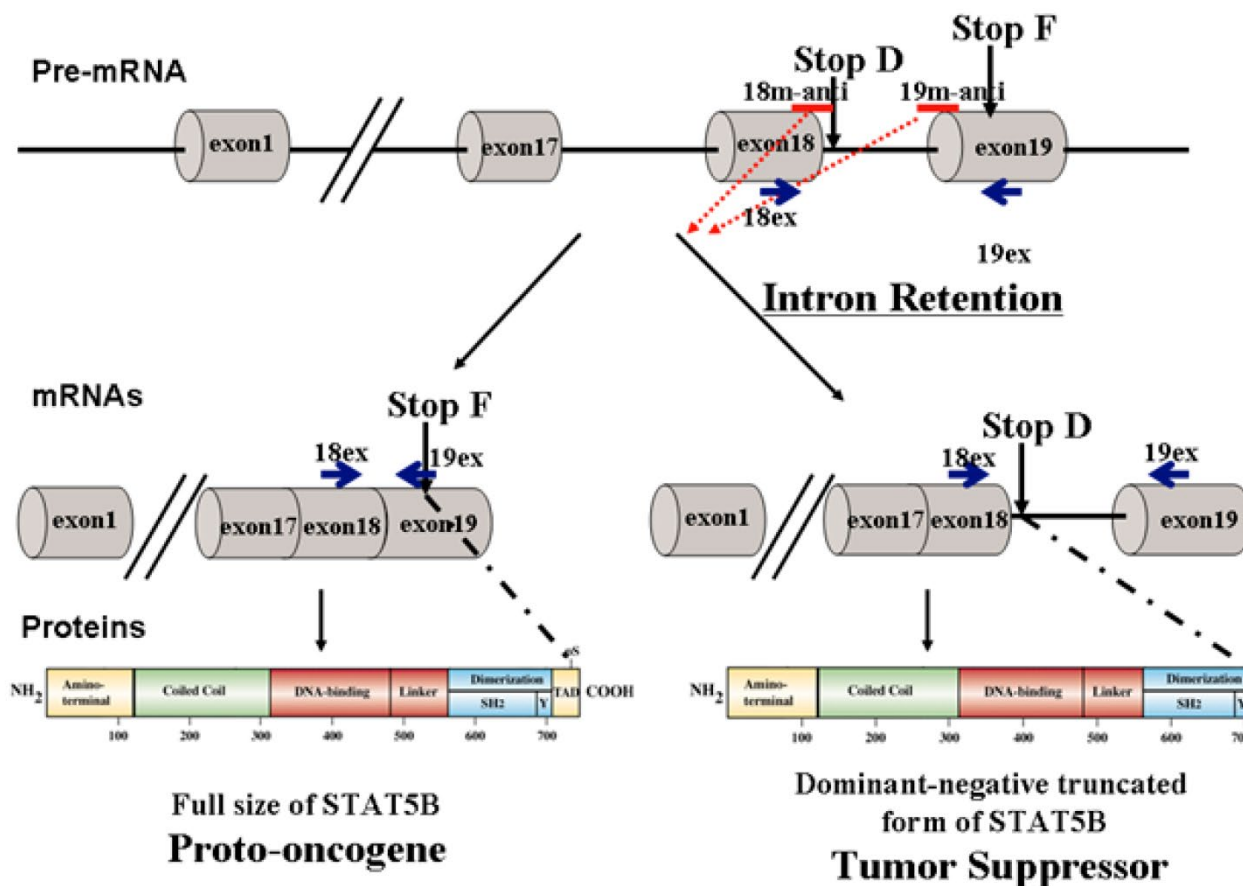 Stop F
Pre-mRNA
Stop D
18m-anti
19m-anti
exon1
exon17
exon18
exon19
18ex
19ex
Intron Retention
mRNAs
Stop F
18ex
19ex
exon1
exon17
exon18
exon19
Stop D
18ex
19ex
exon1
exon17
exon18
exon19
Proteins
pS
NH2
Amino-terminal
Coiled Coil
DNA-binding
Linker
Dimerization
SH2
Y
TAD
COOH
100
200
300
400
500
600
700
NH2
Amino-terminal
Coiled Coil
DNA-binding
Linker
Dimerization
SH2
Y
100
200
300
400
500
600
Full size of STAT5B
Proto-oncogene
Dominant-negative truncated
form of STAT5B
Tumor Suppressor